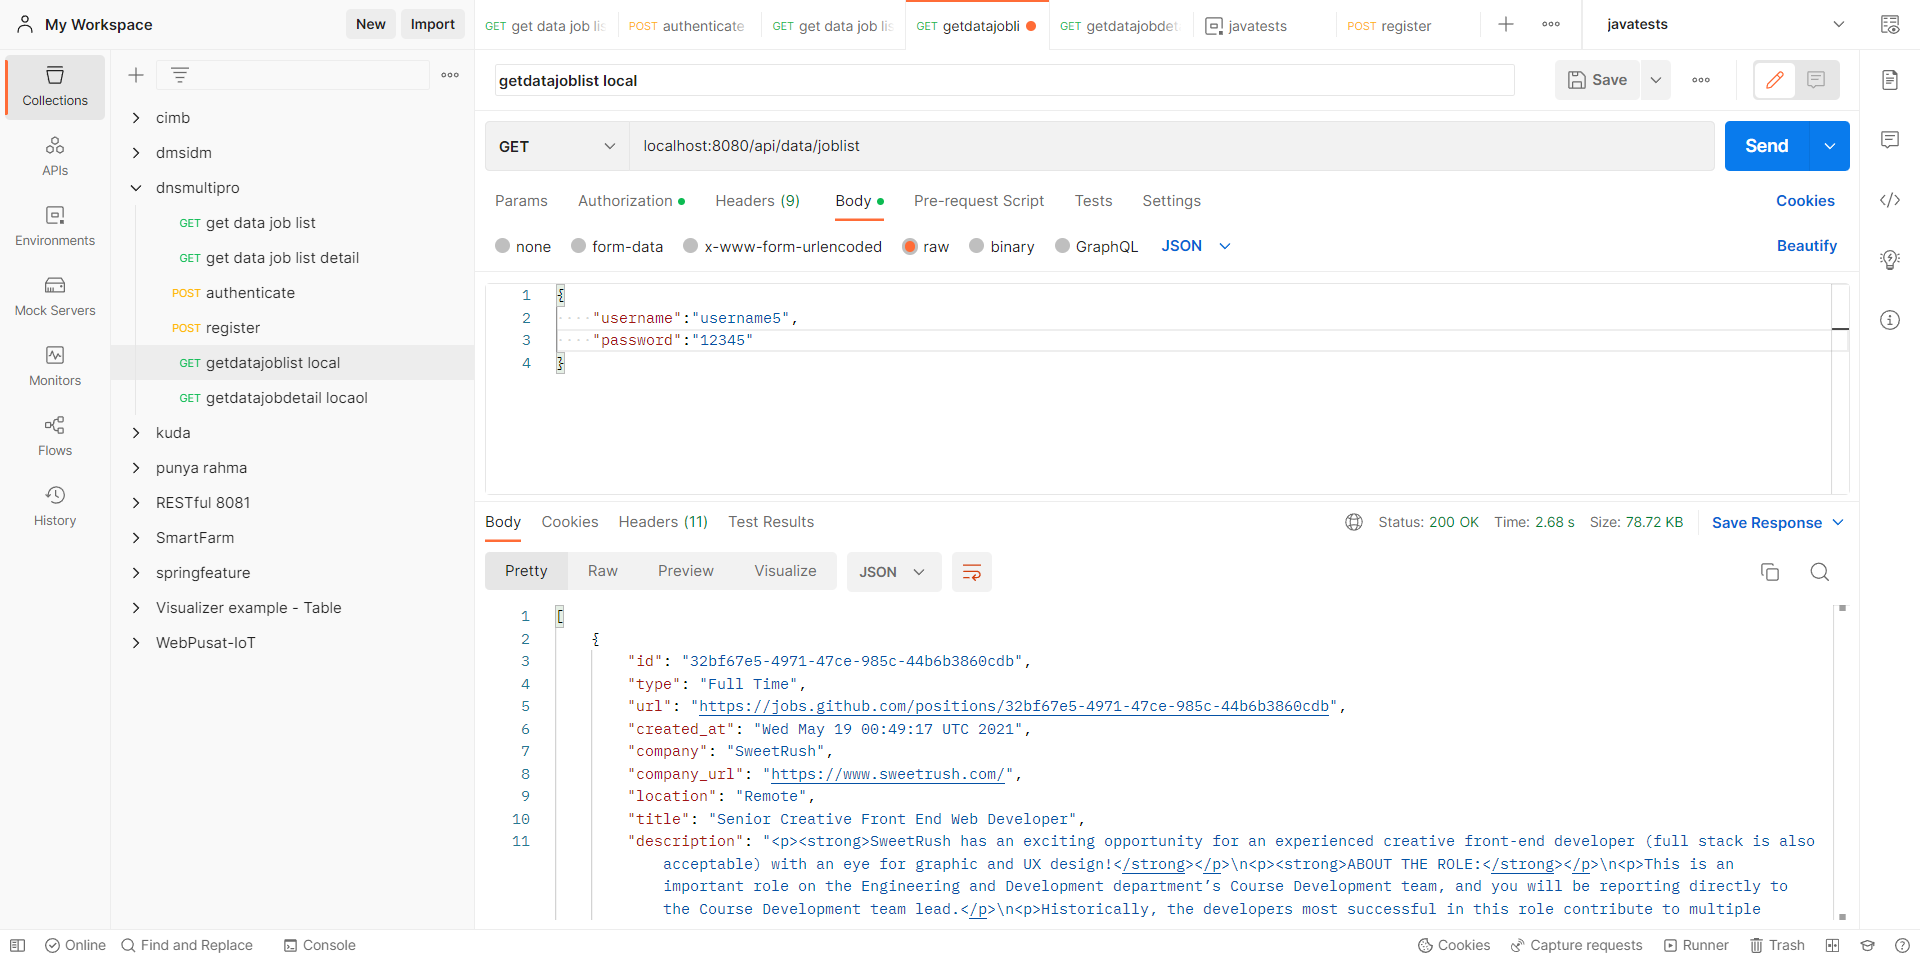 My Workspace
New
Import
GET get data job lis
POST authenticate
GET get data job lis
GET getdatajobli
GET getdatajobdet
javatests
POST register
javatests
Collections
APIs
Environments
Mock Servers
Monitors
Flows
History
cimb
dmsidm
dnsmultipro
GET get data job list
GET get data job list detail
POST authenticate
POST register
GET getdatajoblist local
GET getdatajobdetail locaol
kuda
punya rahma
RESTful 8081
SmartFarm
springfeature
Visualizer example - Table
WebPusat-IoT
getdatajoblist local
Save
GET
localhost:8080/api/data/joblist
Send
Params
Authorization
Headers (9)
Body
Pre-request Script
Tests
Settings
Cookies
none
form-data
x-www-form-urlencoded
raw
binary
GraphQL
JSON
Beautify
1 {
2 ····"username":"username5",
3 ····"password":"12345"
4 }
Body
Cookies
Headers (11)
Test Results
Status: 200 OK
Time: 2.68 s
Size: 78.72 KB
Save Response
Pretty
Raw
Preview
Visualize
JSON
1 [
2 {
3 "id": "32bf67e5-4971-47ce-985c-44b6b3860cdb",
4 "type": "Full Time",
5 "url": "https://jobs.github.com/positions/32bf67e5-4971-47ce-985c-44b6b3860cdb",
6 "created_at": "Wed May 19 00:49:17 UTC 2021",
7 "company": "SweetRush",
8 "company_url": "https://www.sweetrush.com/",
9 "location": "Remote",
10 "title": "Senior Creative Front End Web Developer",
11 "description": "<p><strong>SweetRush has an exciting opportunity for an experienced creative front-end developer (full stack is also
acceptable) with an eye for graphic and UX design!</strong></p>\n<p><strong>ABOUT THE ROLE:</strong></p>\n<p>This is an
important role on the Engineering and Development department’s Course Development team, and you will be reporting directly to
the Course Development team lead.</p>\n<p>Historically, the developers most successful in this role contribute to multiple
Online
Find and Replace
Console
Cookies
Capture requests
Runner
Trash